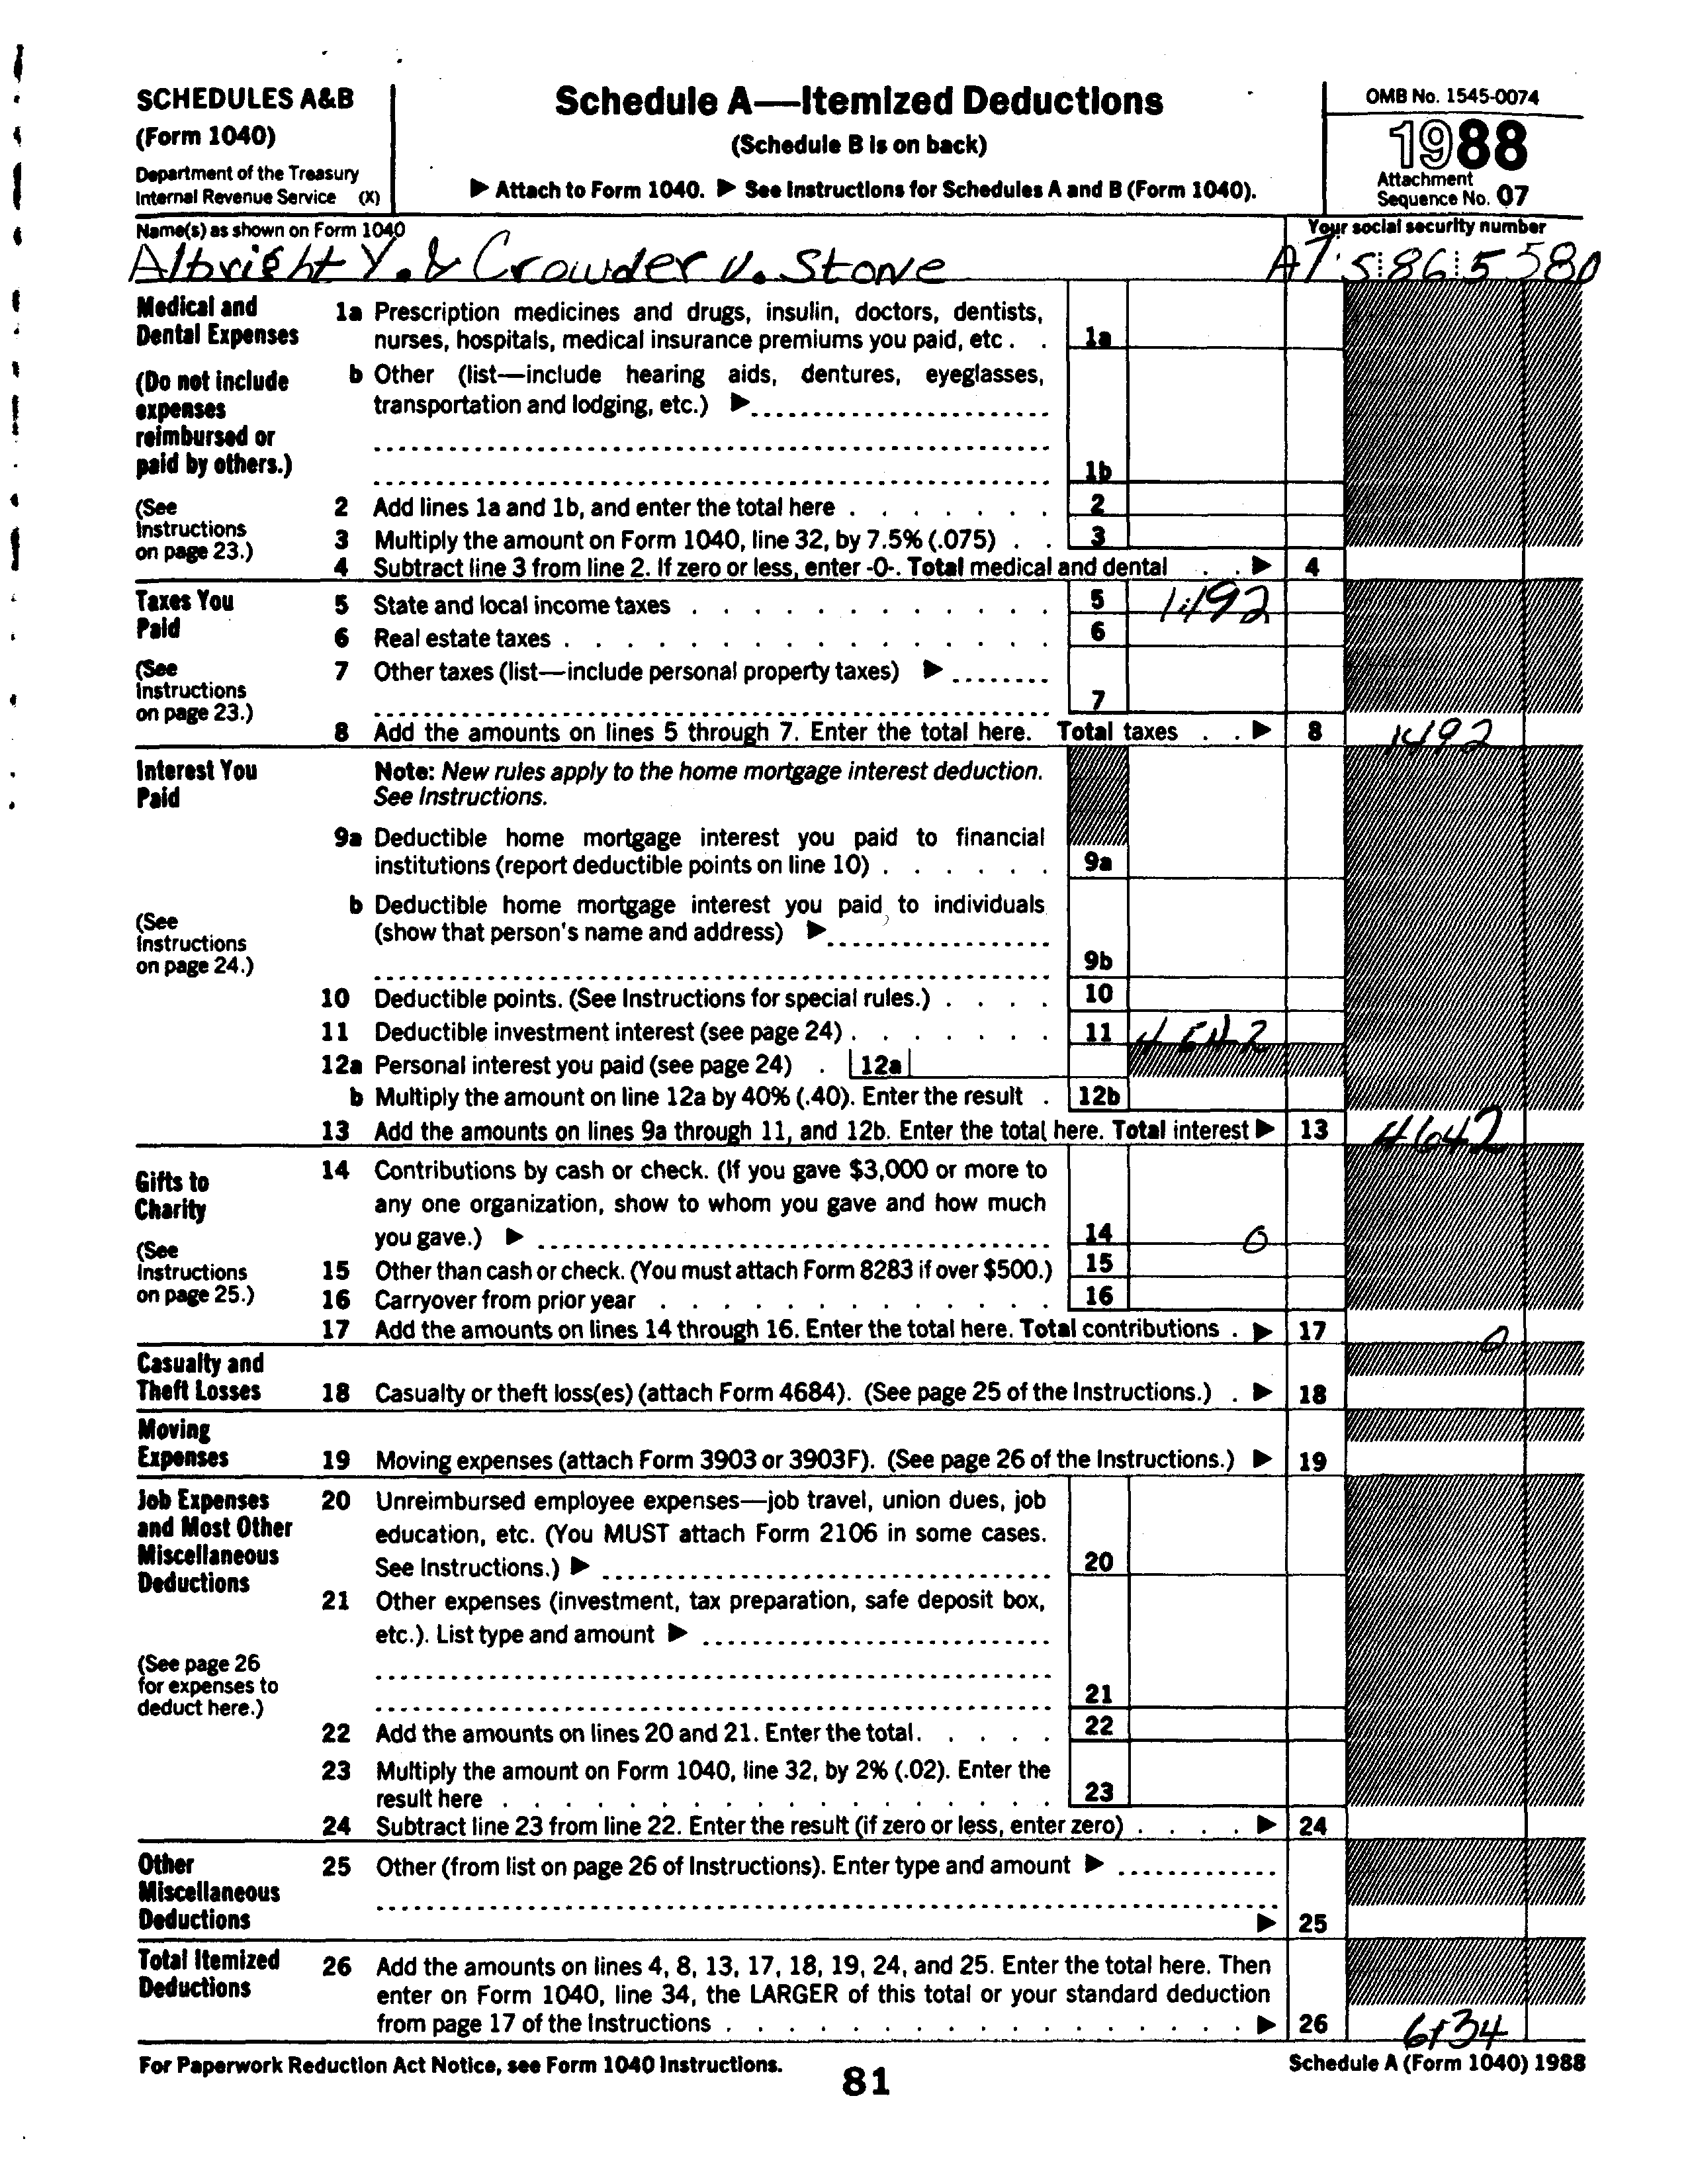 SCHEDULES A&B
(Form 1040)
Department of the Treasury
Internal Revenue Service (X)
Schedule A—Itemized Deductions
(Schedule B is on back)
▶ Attach to Form 1040. ▶ See Instructions for Schedules A and B (Form 1040).
OMB No. 1545-0074
1988
Attachment
Sequence No. 07
Name(s) as shown on Form 1040
Albright Y. & Crowder V. Stone
Your social security number
A7 5 86 5 580
Medical and
Dental Expenses
(Do not include
expenses
reimbursed or
paid by others.)
(See
Instructions
on page 23.)
1a Prescription medicines and drugs, insulin, doctors, dentists,
nurses, hospitals, medical insurance premiums you paid, etc . . 1a
b Other (list—include hearing aids, dentures, eyeglasses,
transportation and lodging, etc.) ▶
1b
2 Add lines 1a and 1b, and enter the total here . . . . . . . 2
3 Multiply the amount on Form 1040, line 32, by 7.5% (.075) . . 3
4 Subtract line 3 from line 2. If zero or less, enter -0-. Total medical and dental . . ▶ 4
Taxes You
Paid
(See
Instructions
on page 23.)
5 State and local income taxes . . . . . . . . . . . . 5 1492
6 Real estate taxes . . . . . . . . . . . . . . . . 6
7 Other taxes (list—include personal property taxes) ▶
7
8 Add the amounts on lines 5 through 7. Enter the total here. Total taxes . . ▶ 8 1492
Interest You
Paid
(See
Instructions
on page 24.)
Note: New rules apply to the home mortgage interest deduction.
See Instructions.
9a Deductible home mortgage interest you paid to financial
institutions (report deductible points on line 10) . . . . . . 9a
b Deductible home mortgage interest you paid to individuals
(show that person's name and address) ▶
9b
10 Deductible points. (See Instructions for special rules.) . . . . 10
11 Deductible investment interest (see page 24) . . . . . . . 11 4642
12a Personal interest you paid (see page 24) . 12a
b Multiply the amount on line 12a by 40% (.40). Enter the result . 12b
13 Add the amounts on lines 9a through 11, and 12b. Enter the total here. Total interest ▶ 13 4642
Gifts to
Charity
(See
Instructions
on page 25.)
14 Contributions by cash or check. (If you gave $3,000 or more to
any one organization, show to whom you gave and how much
you gave.) ▶ 14 0
15 Other than cash or check. (You must attach Form 8283 if over $500.) 15
16 Carryover from prior year . . . . . . . . . . . . . 16
17 Add the amounts on lines 14 through 16. Enter the total here. Total contributions . ▶ 17 0
Casualty and
Theft Losses
18 Casualty or theft loss(es) (attach Form 4684). (See page 25 of the Instructions.) . ▶ 18
Moving
Expenses
19 Moving expenses (attach Form 3903 or 3903F). (See page 26 of the Instructions.) ▶ 19
Job Expenses
and Most Other
Miscellaneous
Deductions
(See page 26
for expenses to
deduct here.)
20 Unreimbursed employee expenses—job travel, union dues, job
education, etc. (You MUST attach Form 2106 in some cases.
See Instructions.) ▶ 20
21 Other expenses (investment, tax preparation, safe deposit box,
etc.). List type and amount ▶
21
22 Add the amounts on lines 20 and 21. Enter the total. . . . . 22
23 Multiply the amount on Form 1040, line 32, by 2% (.02). Enter the
result here . . . . . . . . . . . . . . . . . . 23
24 Subtract line 23 from line 22. Enter the result (if zero or less, enter zero) . . . . ▶ 24
Other
Miscellaneous
Deductions
25 Other (from list on page 26 of Instructions). Enter type and amount ▶
▶ 25
Total Itemized
Deductions
26 Add the amounts on lines 4, 8, 13, 17, 18, 19, 24, and 25. Enter the total here. Then
enter on Form 1040, line 34, the LARGER of this total or your standard deduction
from page 17 of the Instructions . . . . . . . . . . . . . . . . . ▶ 26 6134
For Paperwork Reduction Act Notice, see Form 1040 Instructions.
81
Schedule A (Form 1040) 1988